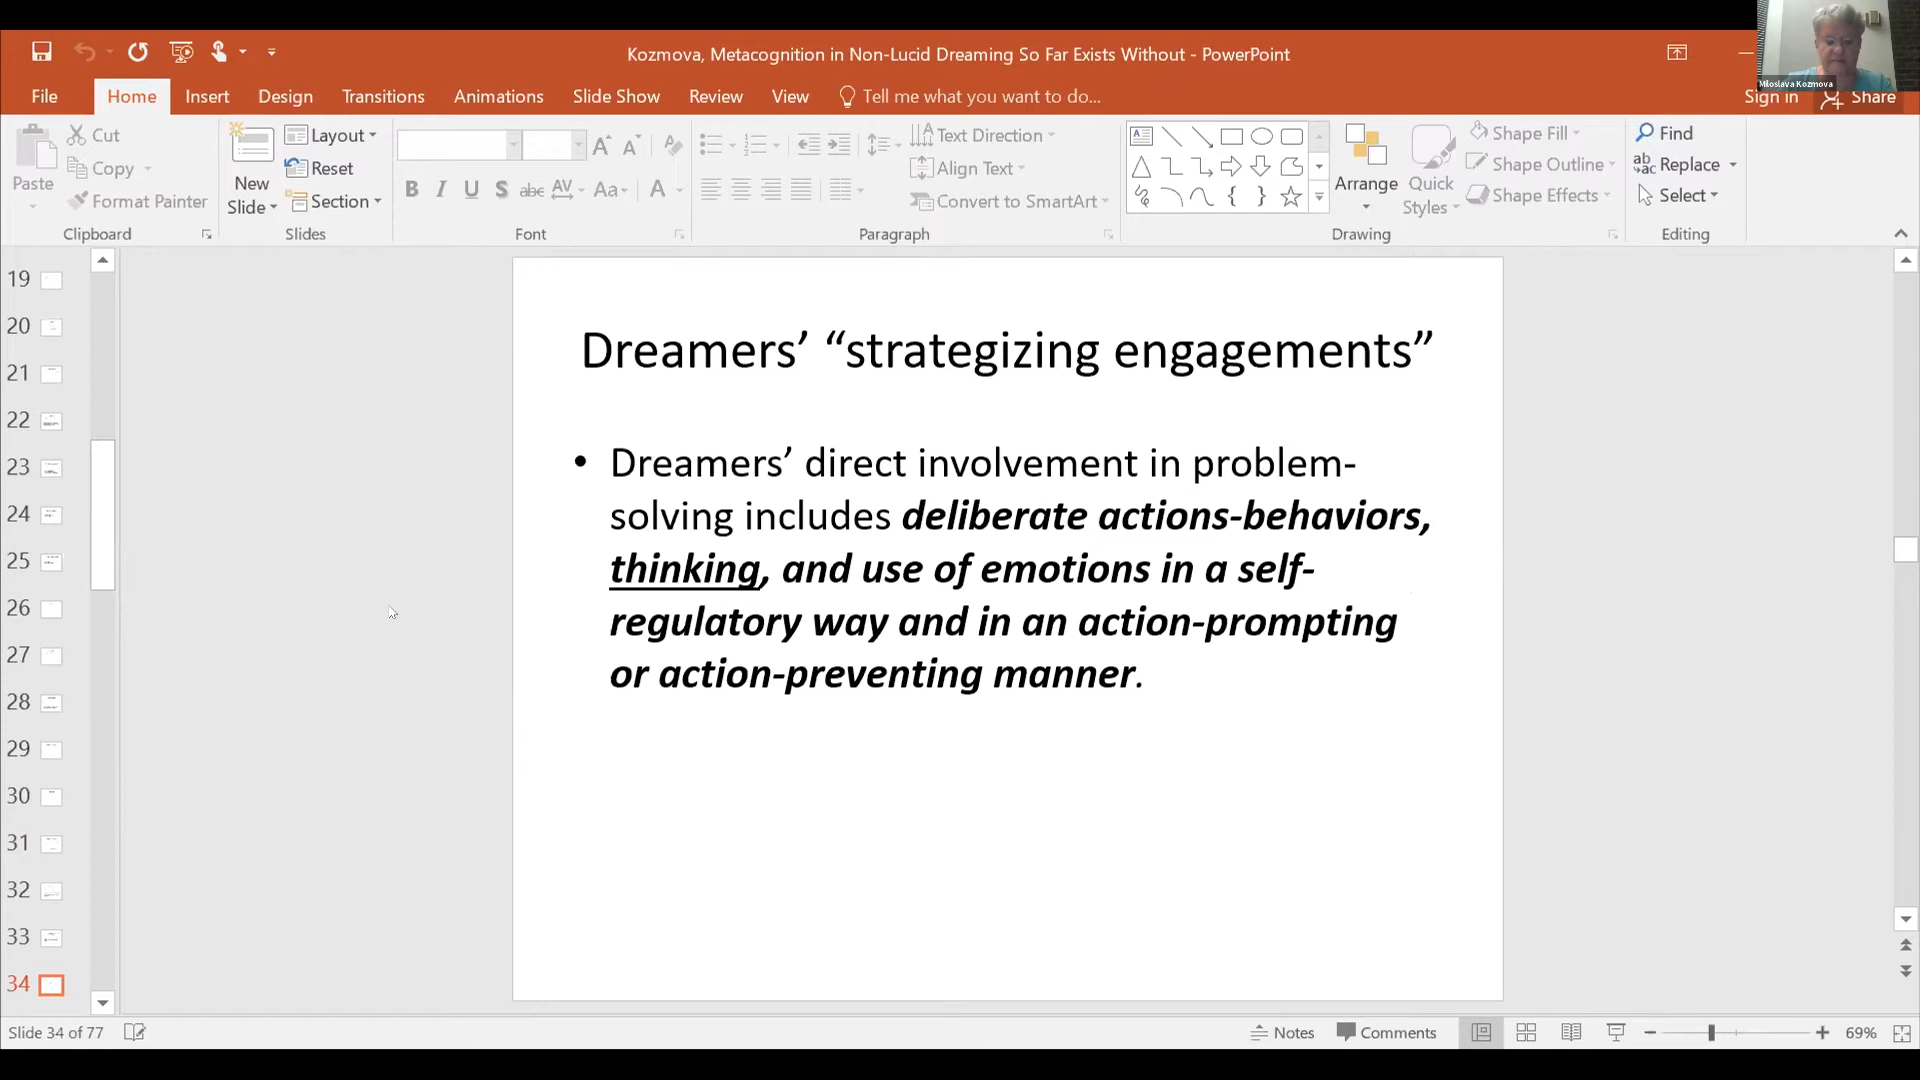 Kozmova, Metacognition in Non-Lucid Dreaming So Far Exists Without - PowerPoint
Miloslava Kozmova
File Home Insert Design Transitions Animations Slide Show Review View Tell me what you want to do... Sign in Share
Paste
Cut
Copy
Format Painter
Clipboard
New
Slide
Layout
Reset
Section
Slides
B I U S abc AV Aa A
Font
Text Direction
Align Text
Convert to SmartArt
Paragraph
Arrange
Quick
Styles
Shape Fill
Shape Outline
Shape Effects
Drawing
Find
Replace
Select
Editing
19
20
21
22
23
24
25
26
27
28
29
30
31
32
33
34
Dreamers’ “strategizing engagements”
• Dreamers’ direct involvement in problem-
solving includes deliberate actions-behaviors,
thinking, and use of emotions in a self-
regulatory way and in an action-prompting
or action-preventing manner.
Slide 34 of 77
Notes Comments 69%